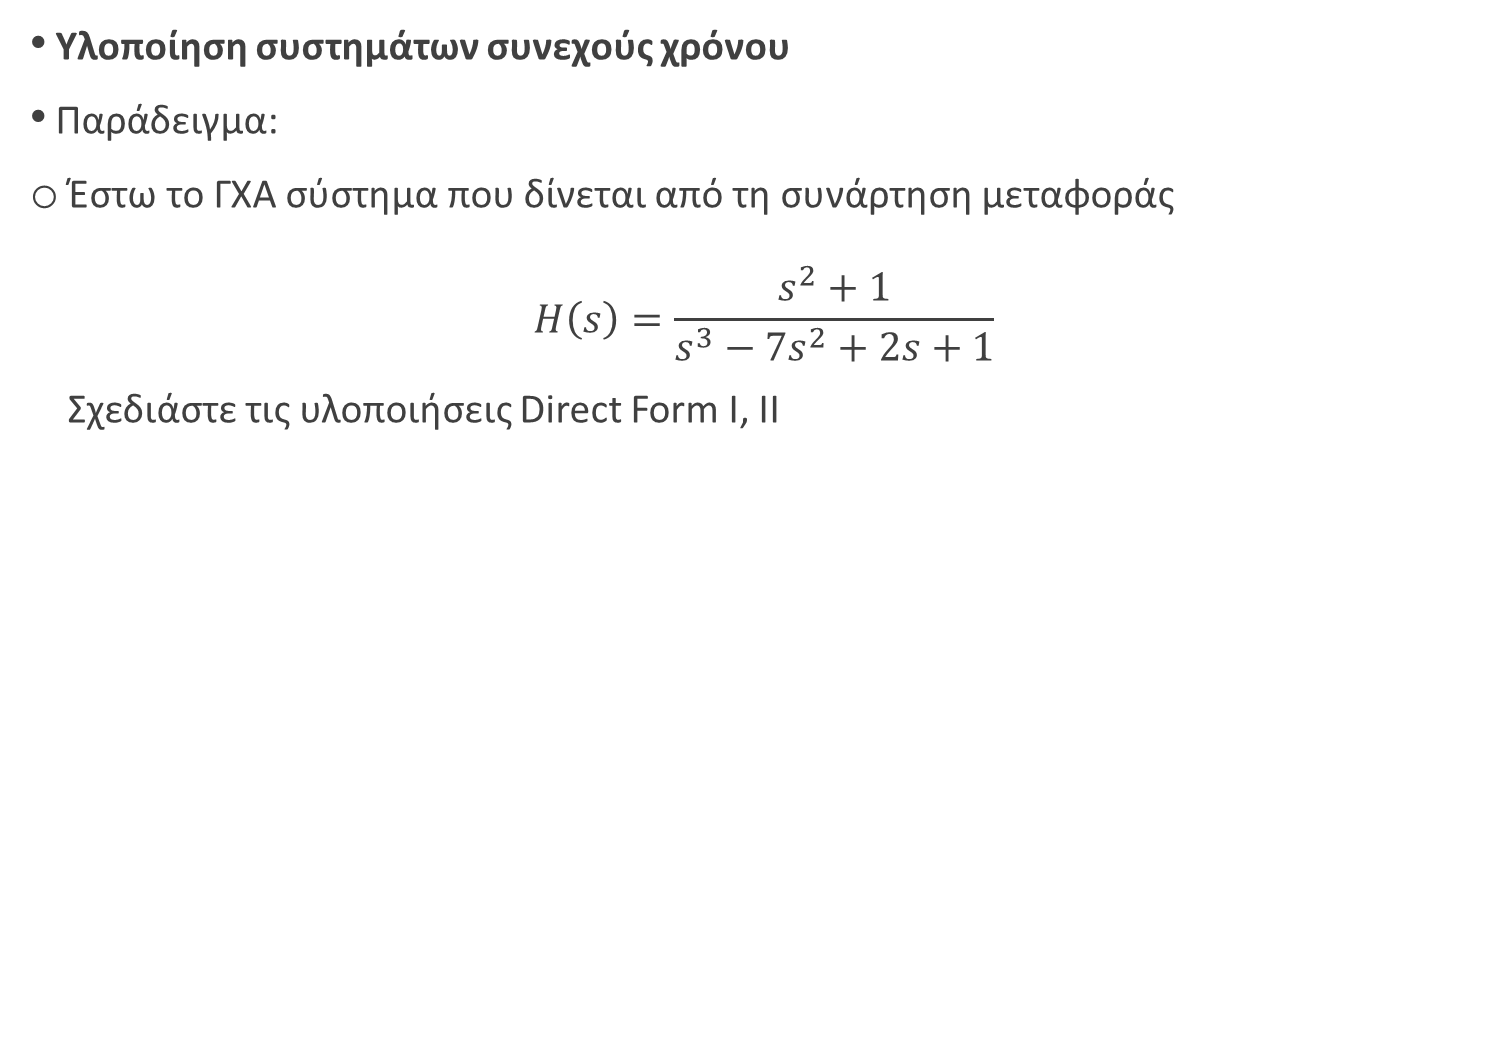 • Υλοποίηση συστημάτων συνεχούς χρόνου
• Παράδειγμα:
○ Έστω το ΓΧΑ σύστημα που δίνεται από τη συνάρτηση μεταφοράς
H(s) = (s² + 1) / (s³ − 7s² + 2s + 1)
Σχεδιάστε τις υλοποιήσεις Direct Form I, II